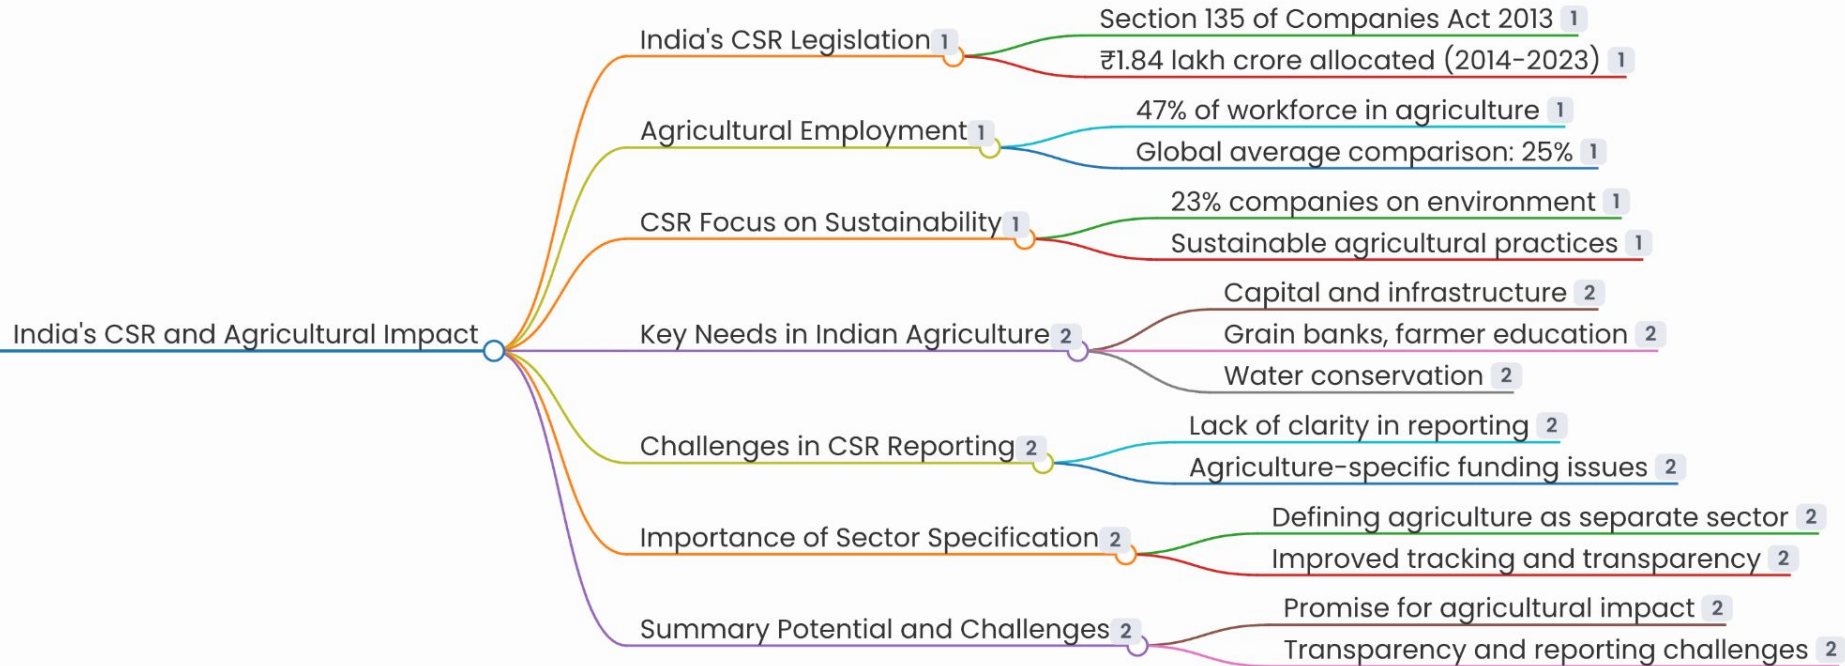 India's CSR and Agricultural Impact
India's CSR Legislation 1
Section 135 of Companies Act 2013 1
₹1.84 lakh crore allocated (2014-2023) 1
Agricultural Employment 1
47% of workforce in agriculture 1
Global average comparison: 25% 1
CSR Focus on Sustainability 1
23% companies on environment 1
Sustainable agricultural practices 1
Key Needs in Indian Agriculture 2
Capital and infrastructure 2
Grain banks, farmer education 2
Water conservation 2
Challenges in CSR Reporting 2
Lack of clarity in reporting 2
Agriculture-specific funding issues 2
Importance of Sector Specification 2
Defining agriculture as separate sector 2
Improved tracking and transparency 2
Summary Potential and Challenges 2
Promise for agricultural impact 2
Transparency and reporting challenges 2